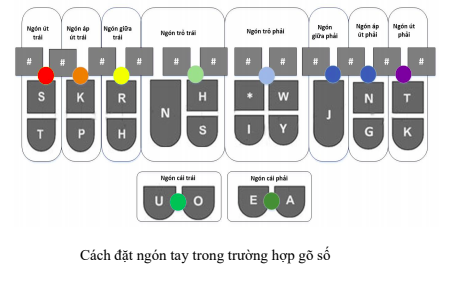 Ngón út trái
Ngón áp út trái
Ngón giữa trái
Ngón trỏ trái
Ngón trỏ phải
Ngón giữa phải
Ngón áp út phải
Ngón út phải
# # # # # # # # # #
S K R H * W N T
N J
T P H S I Y G K
Ngón cái trái Ngón cái phải
U O E A
Cách đặt ngón tay trong trường hợp gõ số